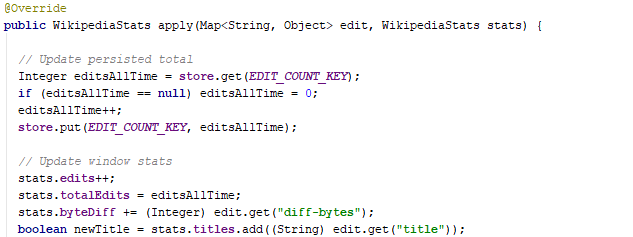 @Override
public WikipediaStats apply(Map<String, Object> edit, WikipediaStats stats) {
// Update persisted total
Integer editsAllTime = store.get(EDIT_COUNT_KEY);
if (editsAllTime == null) editsAllTime = 0;
editsAllTime++;
store.put(EDIT_COUNT_KEY, editsAllTime);
// Update window stats
stats.edits++;
stats.totalEdits = editsAllTime;
stats.byteDiff += (Integer) edit.get("diff-bytes");
boolean newTitle = stats.titles.add((String) edit.get("title"));